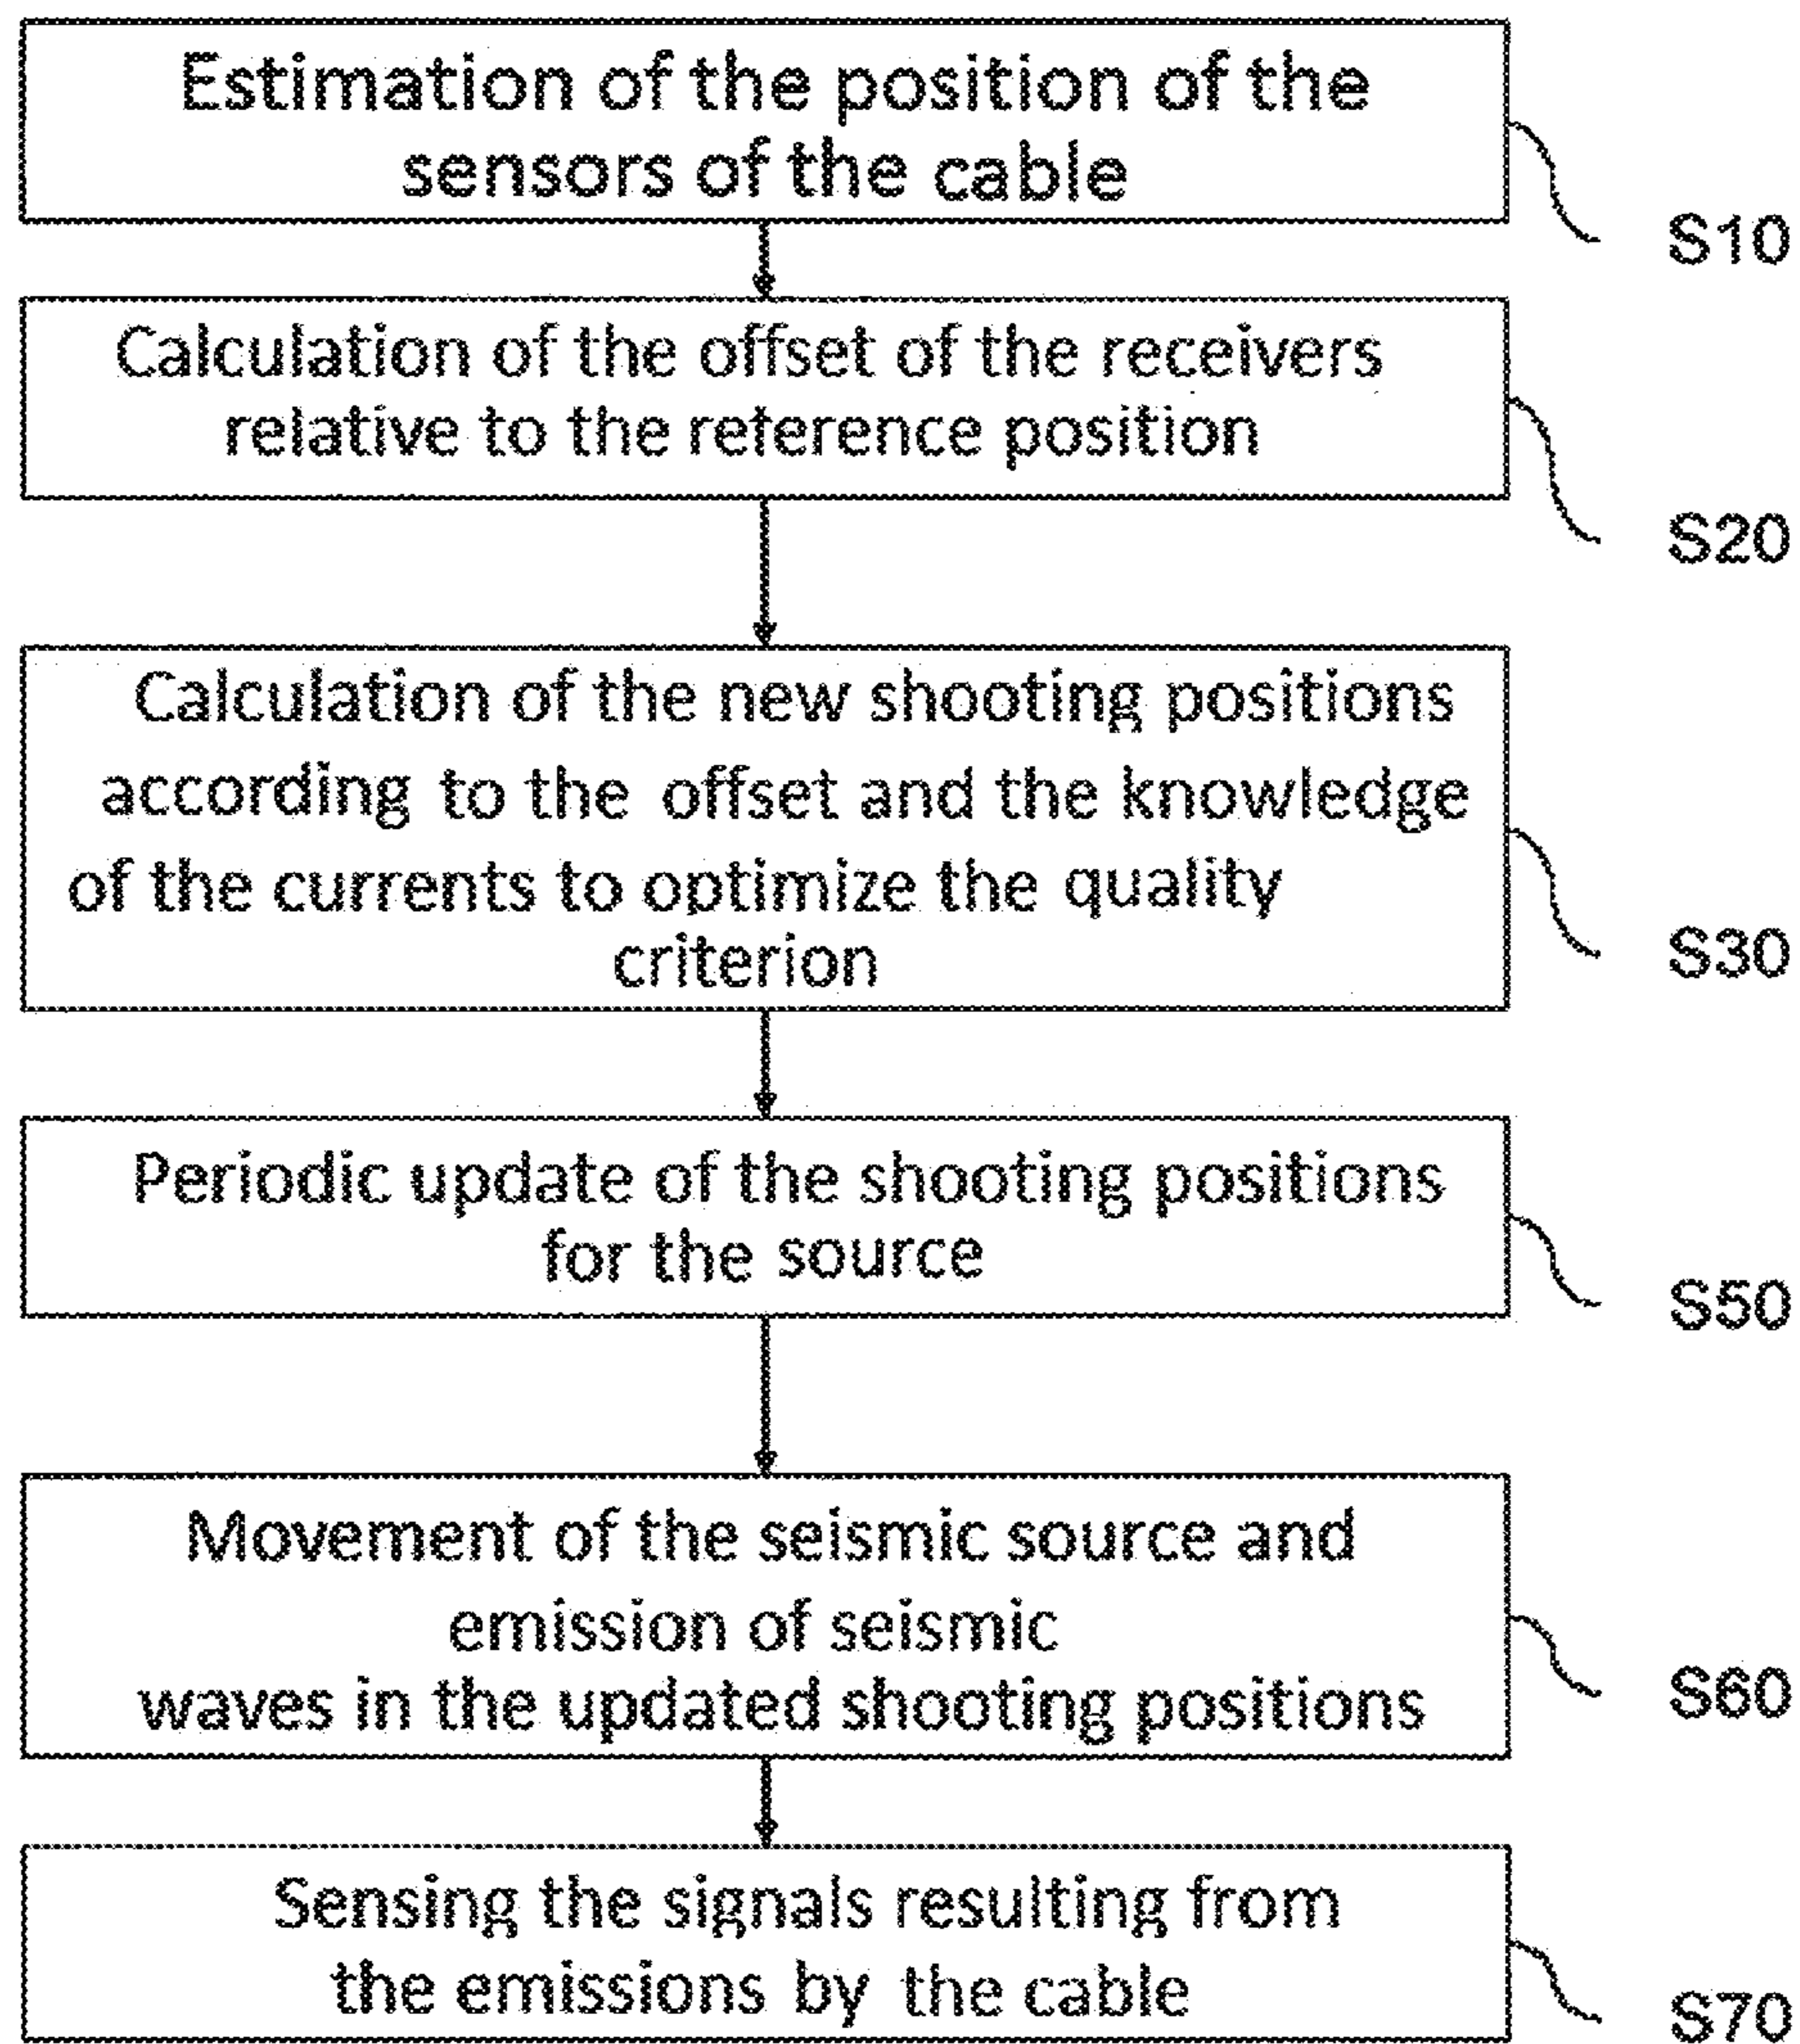 Estimation of the position of the
sensors of the cable
S10
Calculation of the offset of the receivers
relative to the reference position
S20
Calculation of the new shooting positions
according to the offset and the knowledge
of the currents to optimize the quality
criterion
S30
Periodic update of the shooting positions
for the source
S50
Movement of the seismic source and
emission of seismic
waves in the updated shooting positions
S60
Sensing the signals resulting from
the emissions by the cable
S70